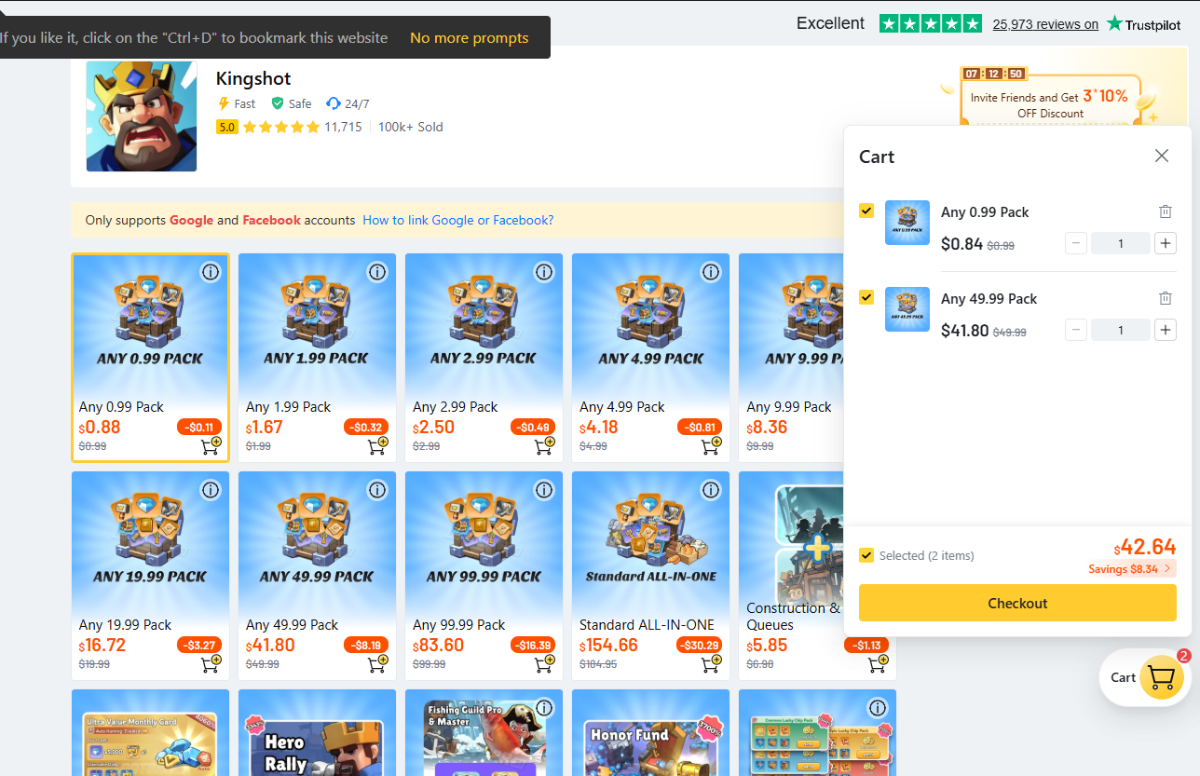 If you like it, click on the "Ctrl+D" to bookmark this website No more prompts
Excellent 25,973 reviews on Trustpilot
Kingshot
Fast Safe 24/7
5.0 11,715 100k+ Sold
07 : 12 : 50
Invite Friends and Get 3*10%
OFF Discount
Only supports Google and Facebook accounts How to link Google or Facebook?
ANY 0.99 PACK
Any 0.99 Pack
$0.88 -$0.11
$0.99
ANY 1.99 PACK
Any 1.99 Pack
$1.67 -$0.32
$1.99
ANY 2.99 PACK
Any 2.99 Pack
$2.50 -$0.49
$2.99
ANY 4.99 PACK
Any 4.99 Pack
$4.18 -$0.81
$4.99
ANY 9.99 P
Any 9.99 Pack
$8.36
$9.99
ANY 19.99 PACK
Any 19.99 Pack
$16.72 -$3.27
$19.99
ANY 49.99 PACK
Any 49.99 Pack
$41.80 -$8.19
$49.99
ANY 99.99 PACK
Any 99.99 Pack
$83.60 -$16.39
$99.99
Standard ALL-IN-ONE
Standard ALL-IN-ONE
$154.66 -$30.29
$184.95
Construction &
Queues
$5.85 -$1.13
$6.98
Ultra Value Monthly Card
Hero
Rally
Fishing Guild Pro
& Master
Honor Fund
Cart
Any 0.99 Pack
$0.84 $0.99
1
ANY 0.99 PACK
Any 49.99 Pack
$41.80 $49.99
1
ANY 49.99 PACK
Selected (2 items) $42.64
Savings $8.34 >
Checkout
Cart 2